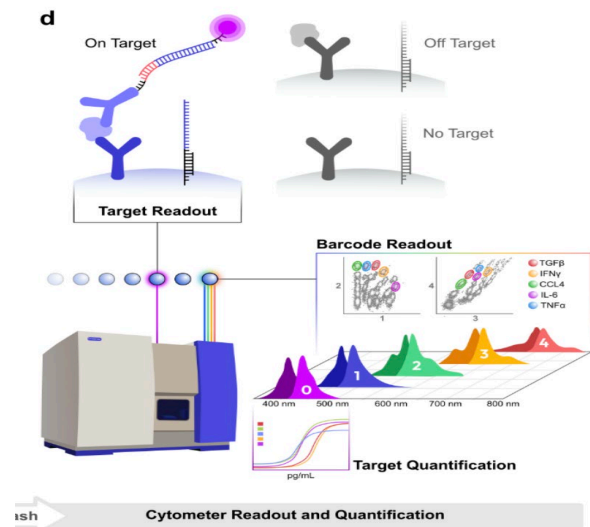 d
On Target
Off Target
No Target
Target Readout
Barcode Readout
2
1
4
3
TGFβ
IFNγ
CCL4
IL-6
TNFα
0
1
2
3
4
400 nm
500 nm
600 nm
700 nm
800 nm
pg/mL
Target Quantification
ash
Cytometer Readout and Quantification